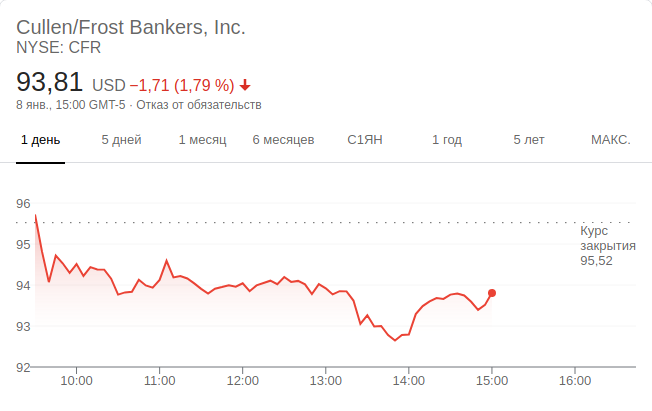 Cullen/Frost Bankers, Inc.
NYSE: CFR
93,81 USD −1,71 (1,79 %)
8 янв., 15:00 GMT-5 · Отказ от обязательств
1 день 5 дней 1 месяц 6 месяцев С1ЯН 1 год 5 лет МАКС.
96
Курс
95 закрытия
95,52
94
93
92
10:00 11:00 12:00 13:00 14:00 15:00 16:00